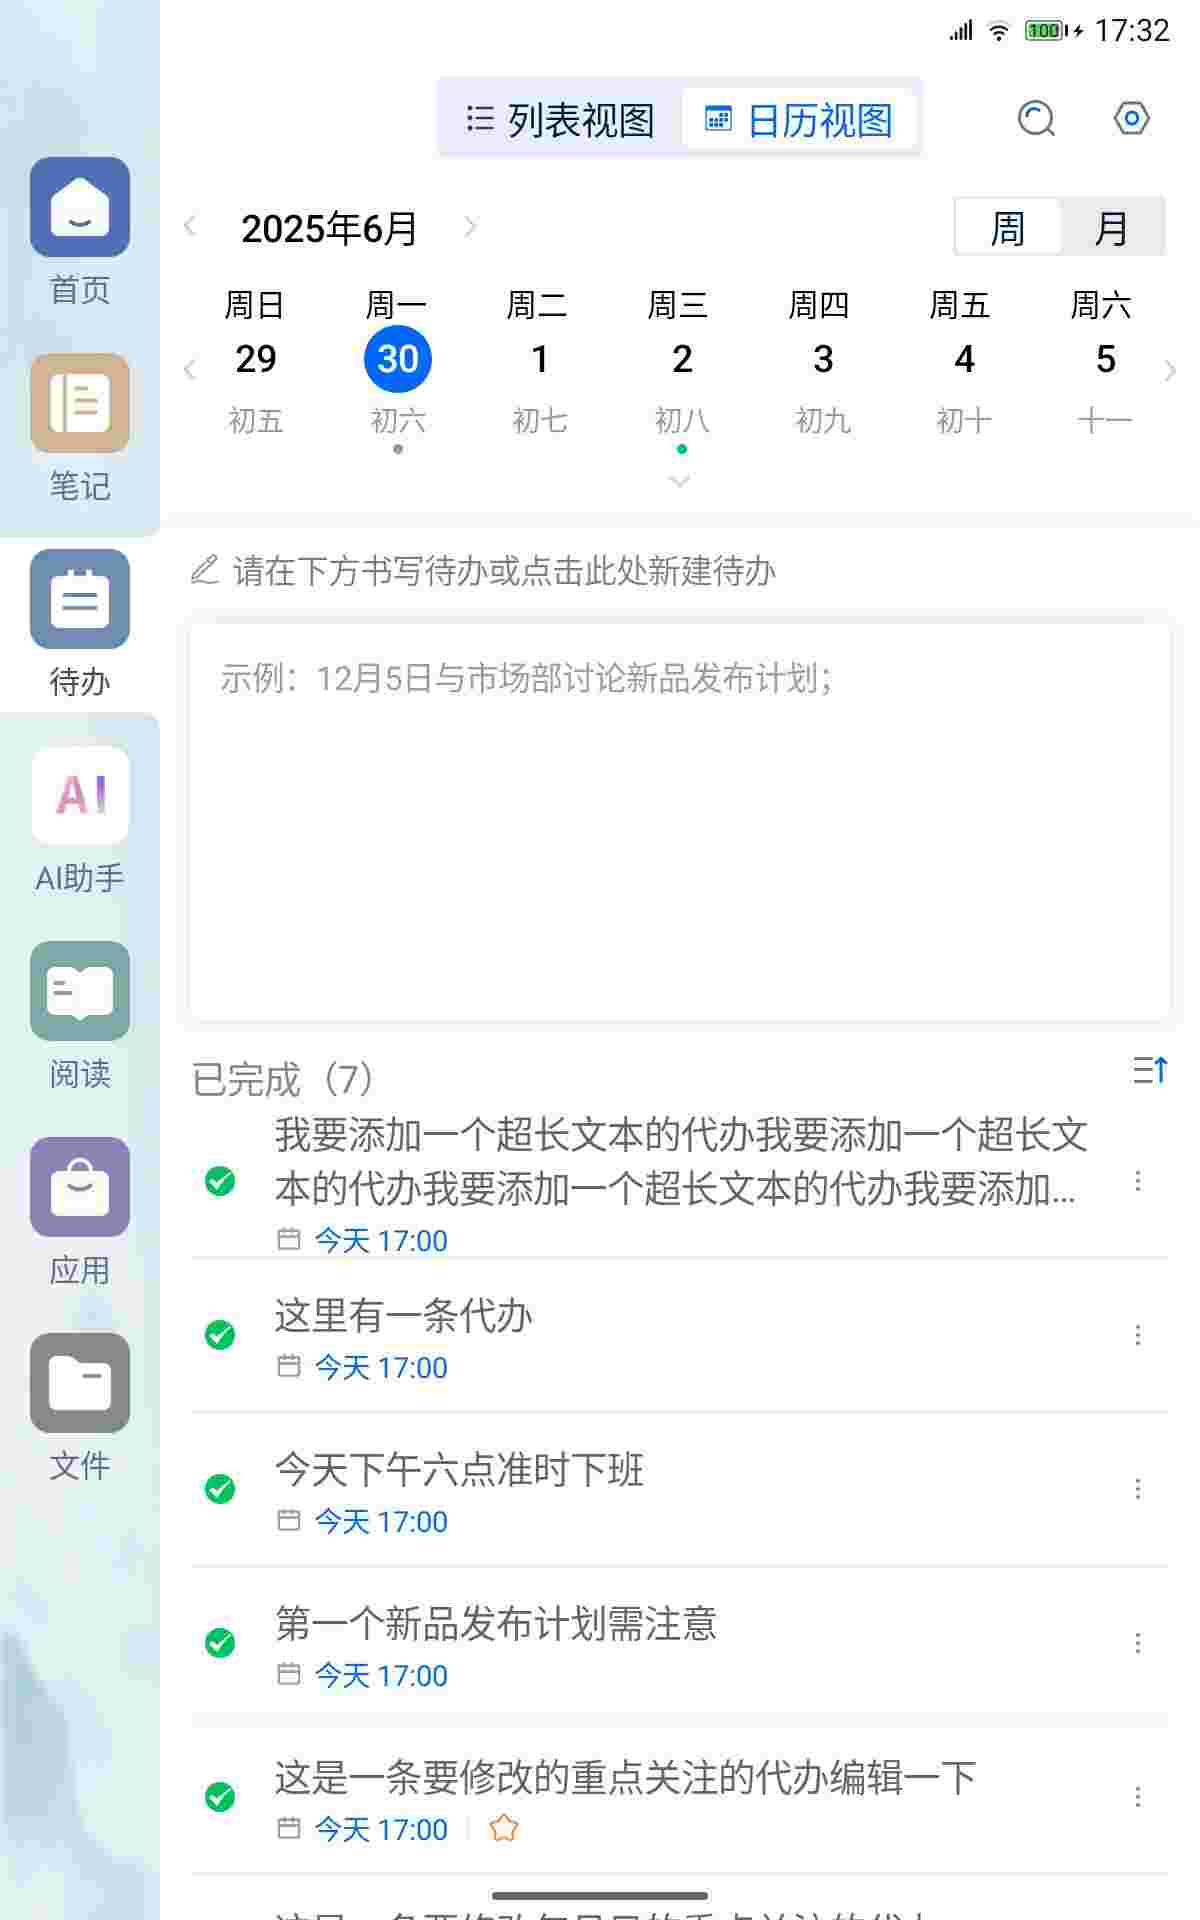 100 17:32
列表视图 日历视图
2025年6月 周 月
周日 周一 周二 周三 周四 周五 周六
29 30 1 2 3 4 5
初五 初六 初七 初八 初九 初十 十一
首页
笔记
待办
AI
AI助手
阅读
应用
文件
请在下方书写待办或点击此处新建待办
示例：12月5日与市场部讨论新品发布计划；
已完成（7）
我要添加一个超长文本的代办我要添加一个超长文
本的代办我要添加一个超长文本的代办我要添加...
今天 17:00
这里有一条代办
今天 17:00
今天下午六点准时下班
今天 17:00
第一个新品发布计划需注意
今天 17:00
这是一条要修改的重点关注的代办编辑一下
今天 17:00